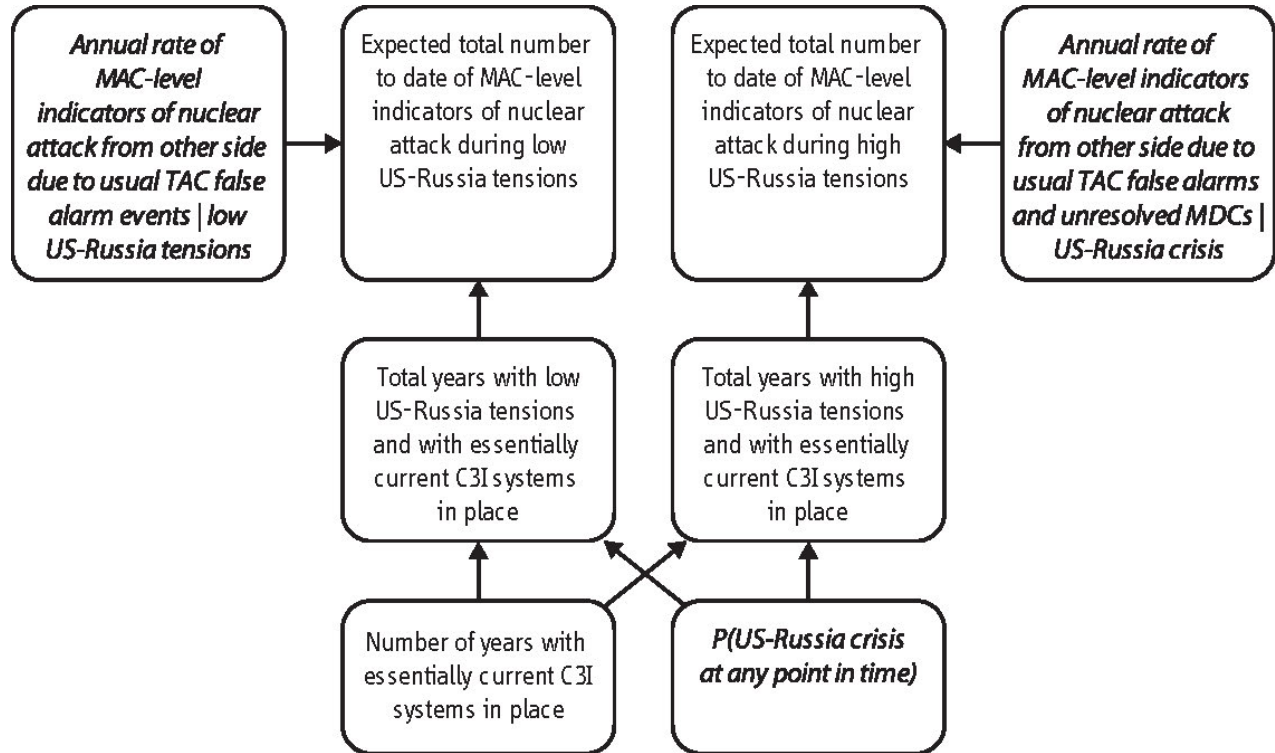 Annual rate of
MAC-level
indicators of nuclear
attack from other side
due to usual TAC false
alarm events | low
US-Russia tensions
Expected total number
to date of MAC-level
indicators of nuclear
attack during low
US-Russia tensions
Expected total number
to date of MAC-level
indicators of nuclear
attack during high
US-Russia tensions
Annual rate of
MAC-level indicators
of nuclear attack
from other side due to
usual TAC false alarms
and unresolved MDCs |
US-Russia crisis
Total years with low
US-Russia tensions
and with essentially
current C3I systems
in place
Total years with high
US-Russia tensions
and with essentially
current C3I systems
in place
Number of years with
essentially current C3I
systems in place
P(US-Russia crisis
at any point in time)